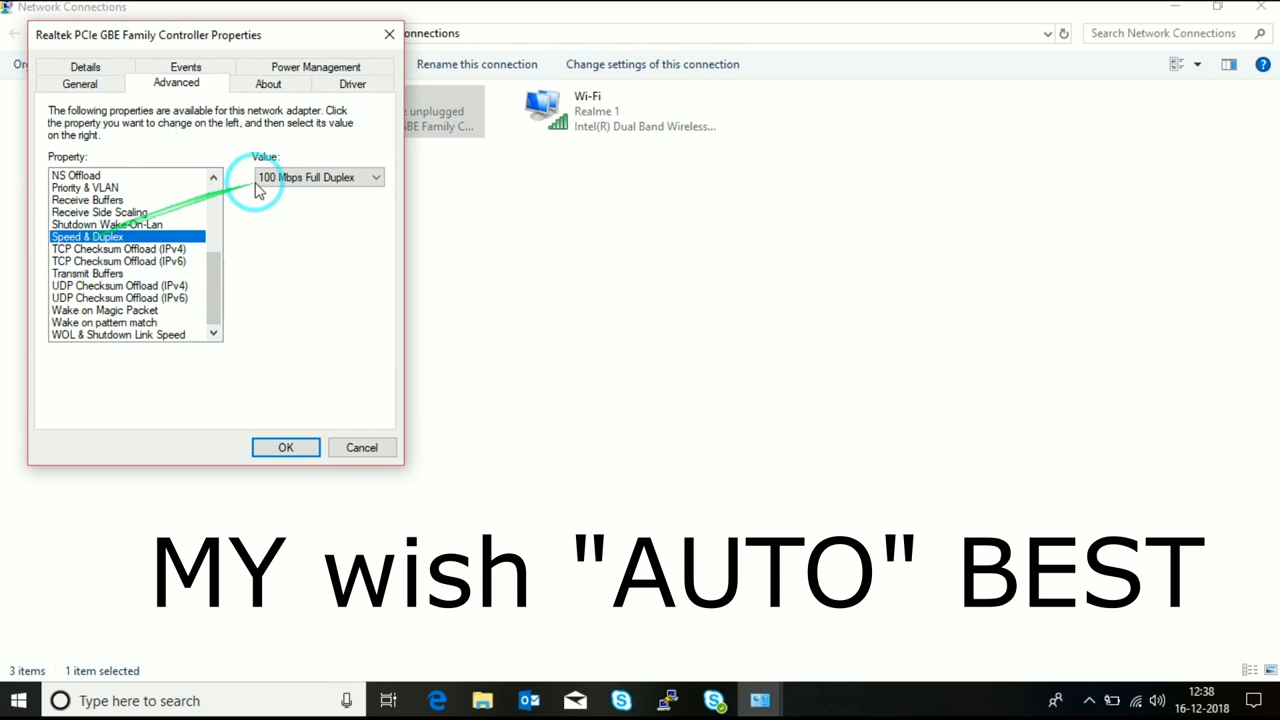 Network Connections
Realtek PCIe GBE Family Controller Properties
onnections
Search Network Connections
Rename this connection
Change settings of this connection
Details
Events
Power Management
General
Advanced
About
Driver
The following properties are available for this network adapter. Click
the property you want to change on the left, and then select its value
on the right.
Property:
Value:
NS Offload
Priority & VLAN
Receive Buffers
Receive Side Scaling
Shutdown Wake-On-Lan
Speed & Duplex
TCP Checksum Offload (IPv4)
TCP Checksum Offload (IPv6)
Transmit Buffers
UDP Checksum Offload (IPv4)
UDP Checksum Offload (IPv6)
Wake on Magic Packet
Wake on pattern match
WOL & Shutdown Link Speed
100 Mbps Full Duplex
OK
Cancel
e unplugged
GBE Family C...
Wi-Fi
Realme 1
Intel(R) Dual Band Wireless...
MY wish "AUTO" BEST
3 items
1 item selected
Type here to search
12:38
16-12-2018